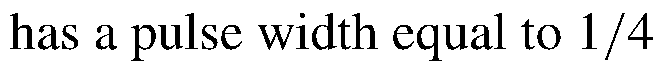 has a pulse width equal to 1/4